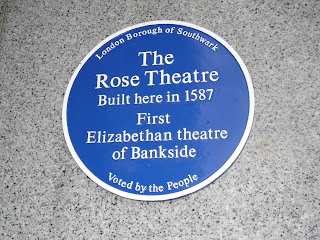 London Borough of Southwark
The
Rose Theatre
Built here in 1587
First
Elizabethan theatre
of Bankside
Voted by the People